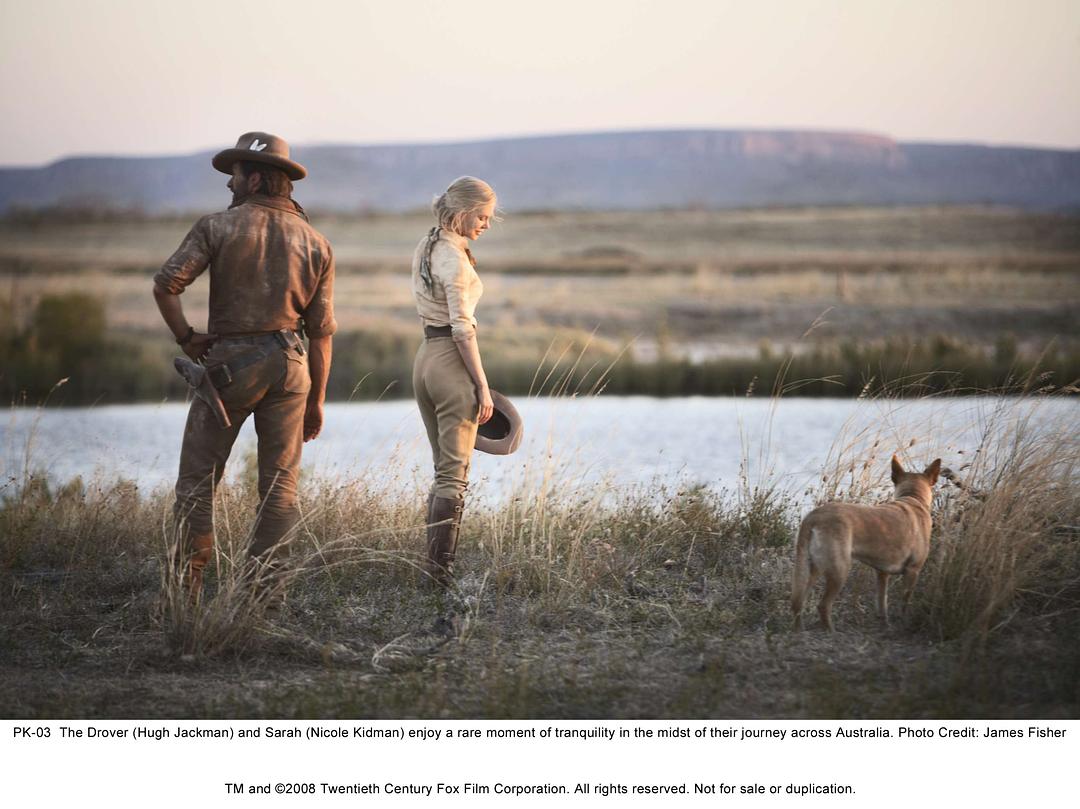 PK-03  The Drover (Hugh Jackman) and Sarah (Nicole Kidman) enjoy a rare moment of tranquility in the midst of their journey across Australia. Photo Credit: James Fisher
TM and ©2008 Twentieth Century Fox Film Corporation. All rights reserved. Not for sale or duplication.